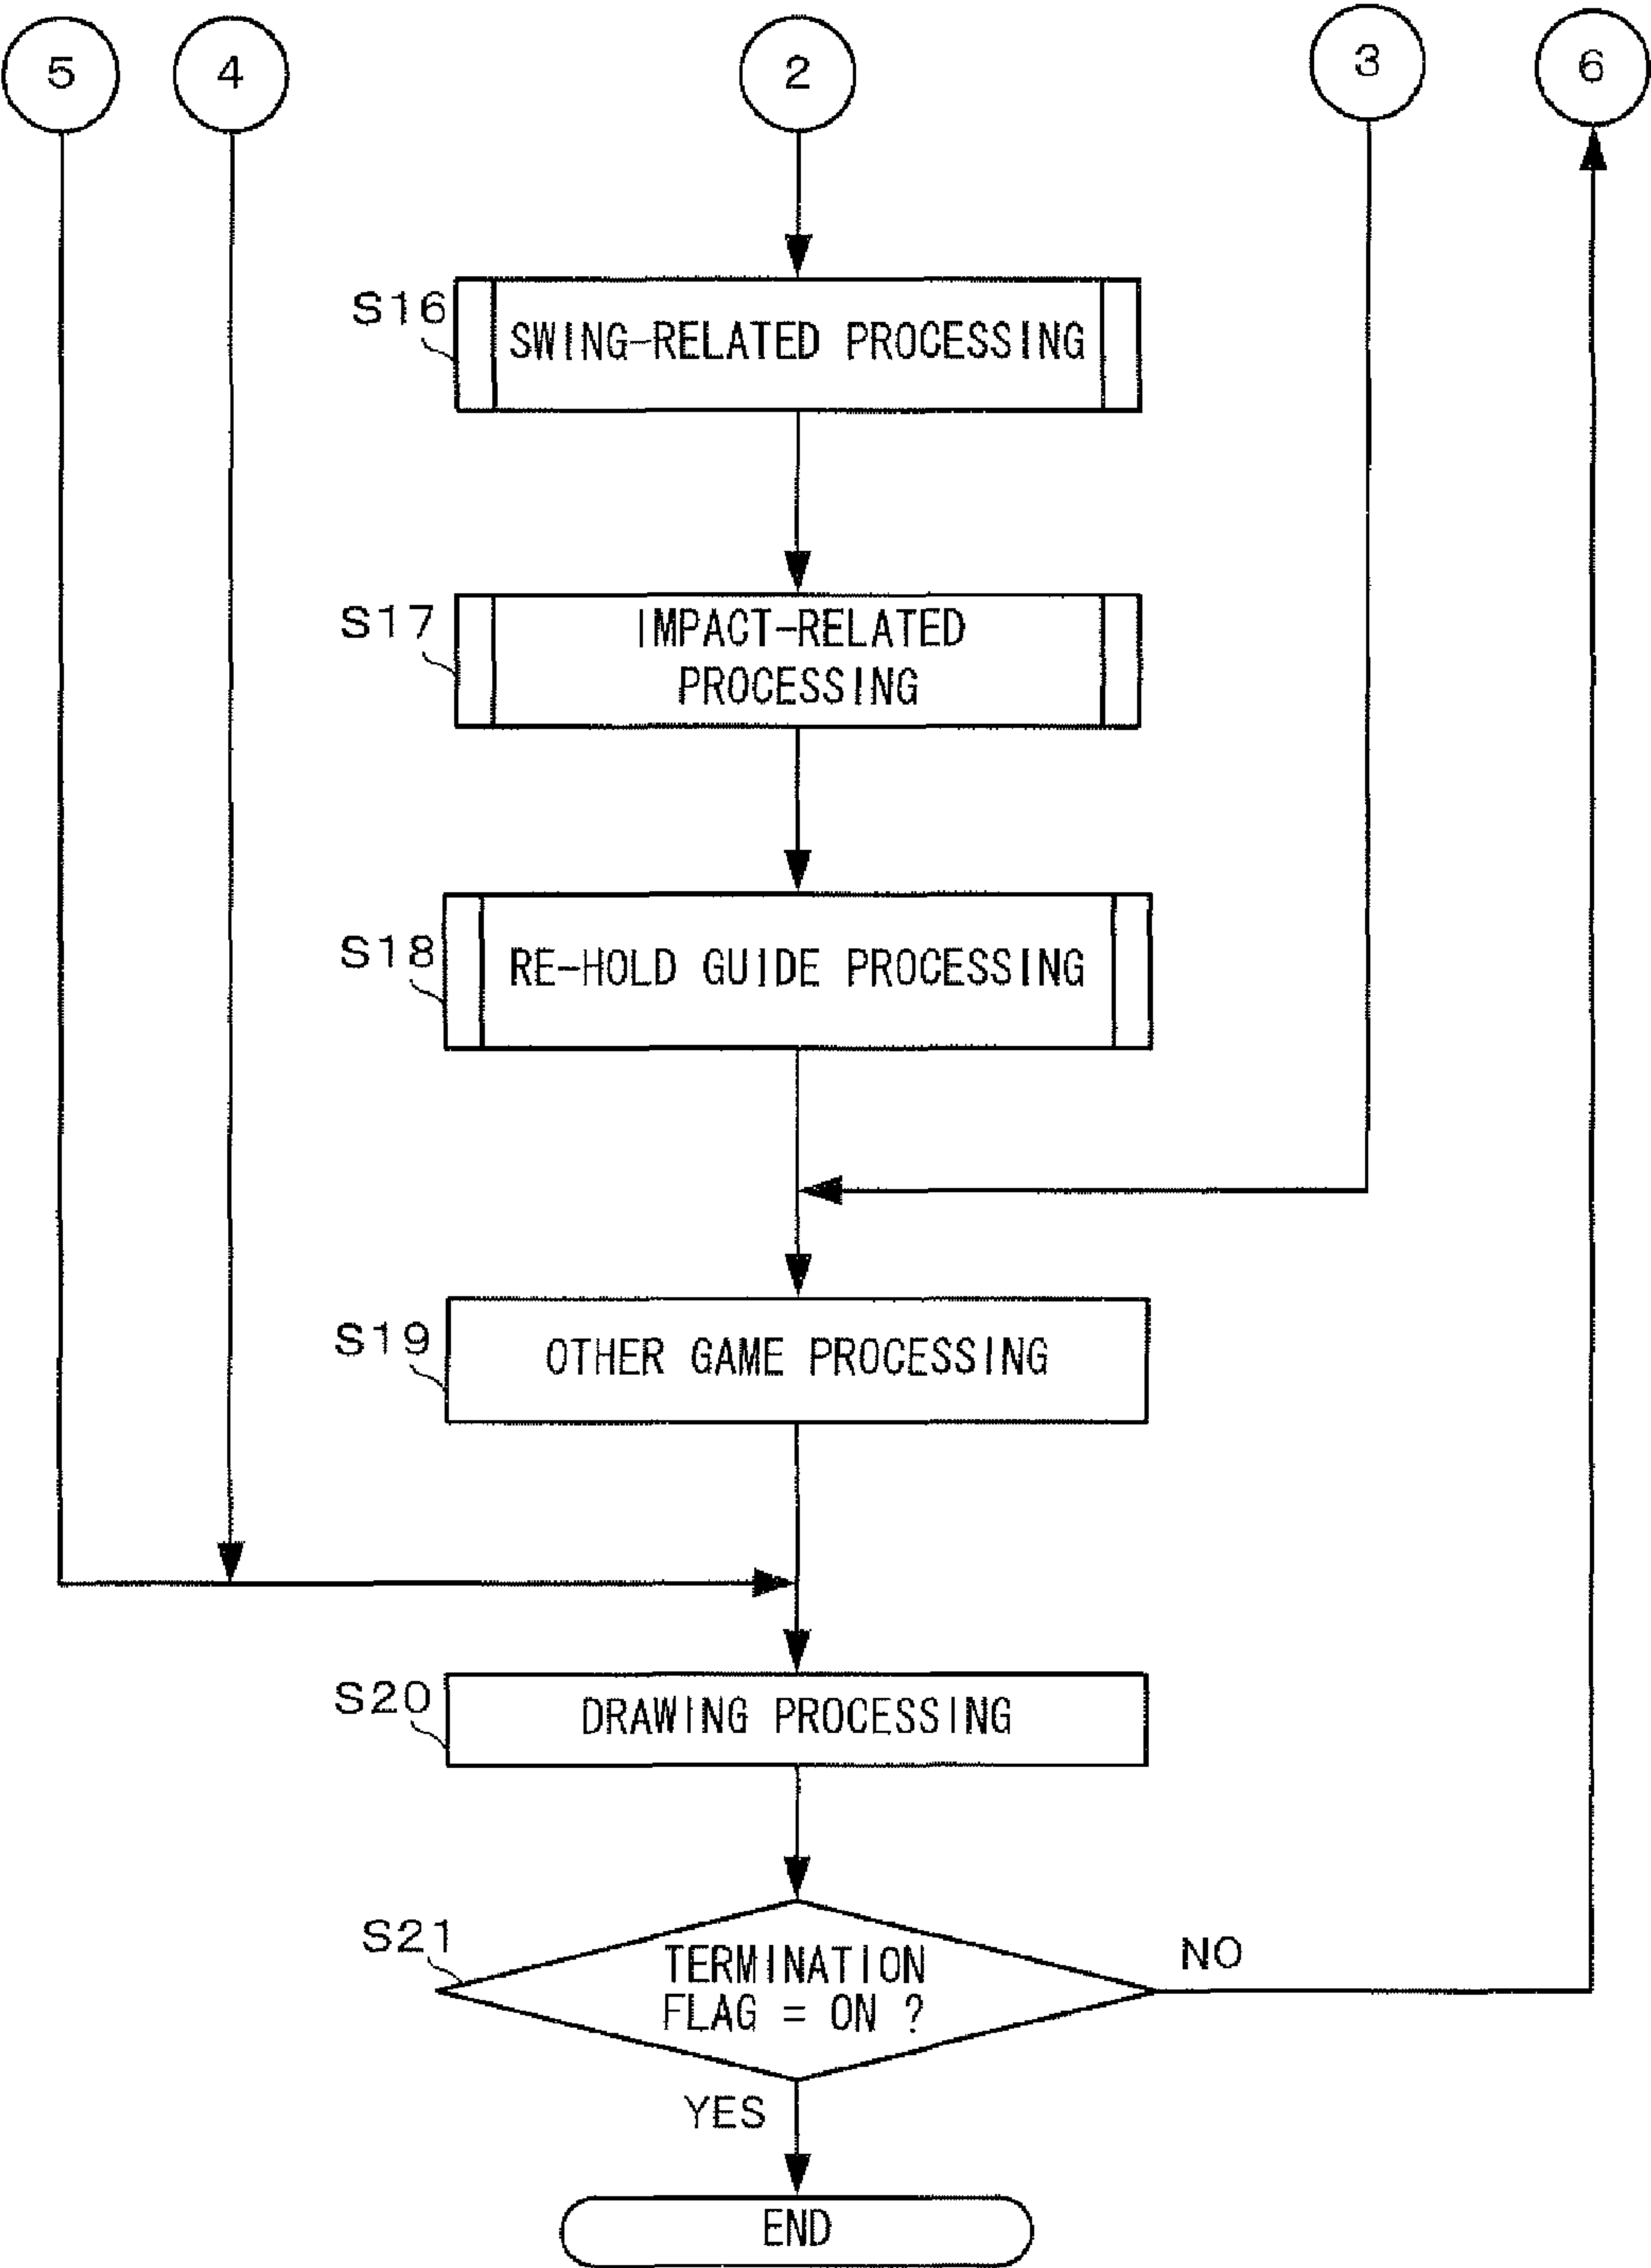 5
4
2
3
6
S16
SWING-RELATED PROCESSING
S17
IMPACT-RELATED
PROCESSING
S18
RE-HOLD GUIDE PROCESSING
S19
OTHER GAME PROCESSING
S20
DRAWING PROCESSING
S21
TERMINATION
FLAG = ON ?
NO
YES
END